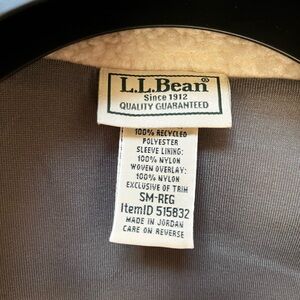 L.L.Bean®
Since 1912
QUALITY GUARANTEED
100% RECYCLED
POLYESTER
SLEEVE LINING:
100% NYLON
WOVEN OVERLAY:
100% NYLON
EXCLUSIVE OF TRIM
SM-REG
ItemID 515832
MADE IN JORDAN
CARE ON REVERSE